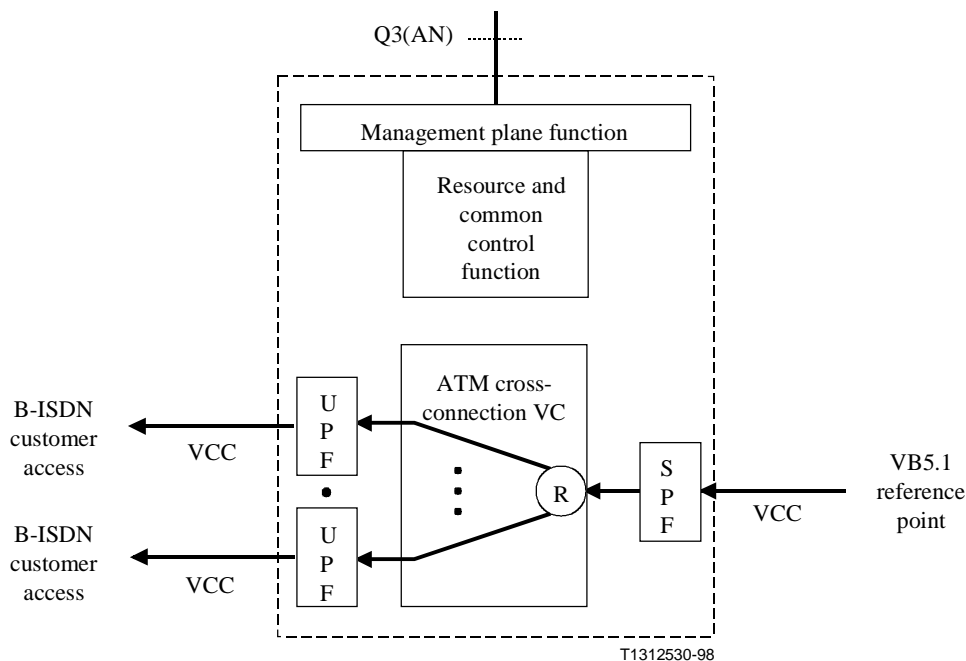 Q3(AN)
Management plane function
Resource and
common
control
function
ATM cross-
connection VC
B-ISDN
customer
access
VCC
U
P
F
R
S
P
F
VCC
VB5.1
reference
point
B-ISDN
customer
access
VCC
U
P
F
T1312530-98